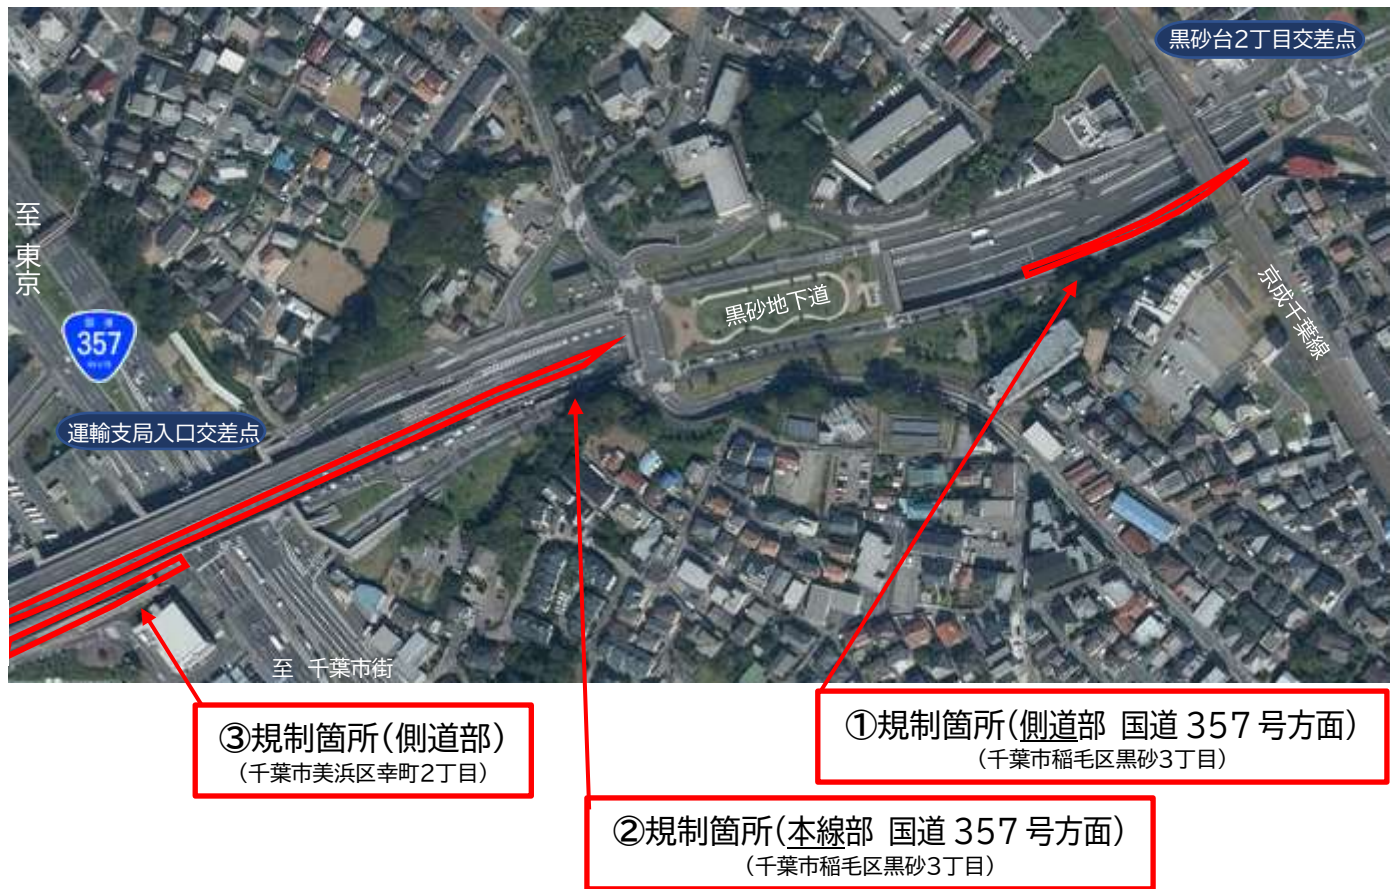 黒砂台2丁目交差点
至 東京
国道
357
京成千葉線
黒砂地下道
運輸支局入口交差点
至 千葉市街
①規制箇所(側道部 国道357号方面)
(千葉市稲毛区黒砂3丁目)
③規制箇所(側道部)
(千葉市美浜区幸町2丁目)
②規制箇所(本線部 国道357号方面)
(千葉市稲毛区黒砂3丁目)